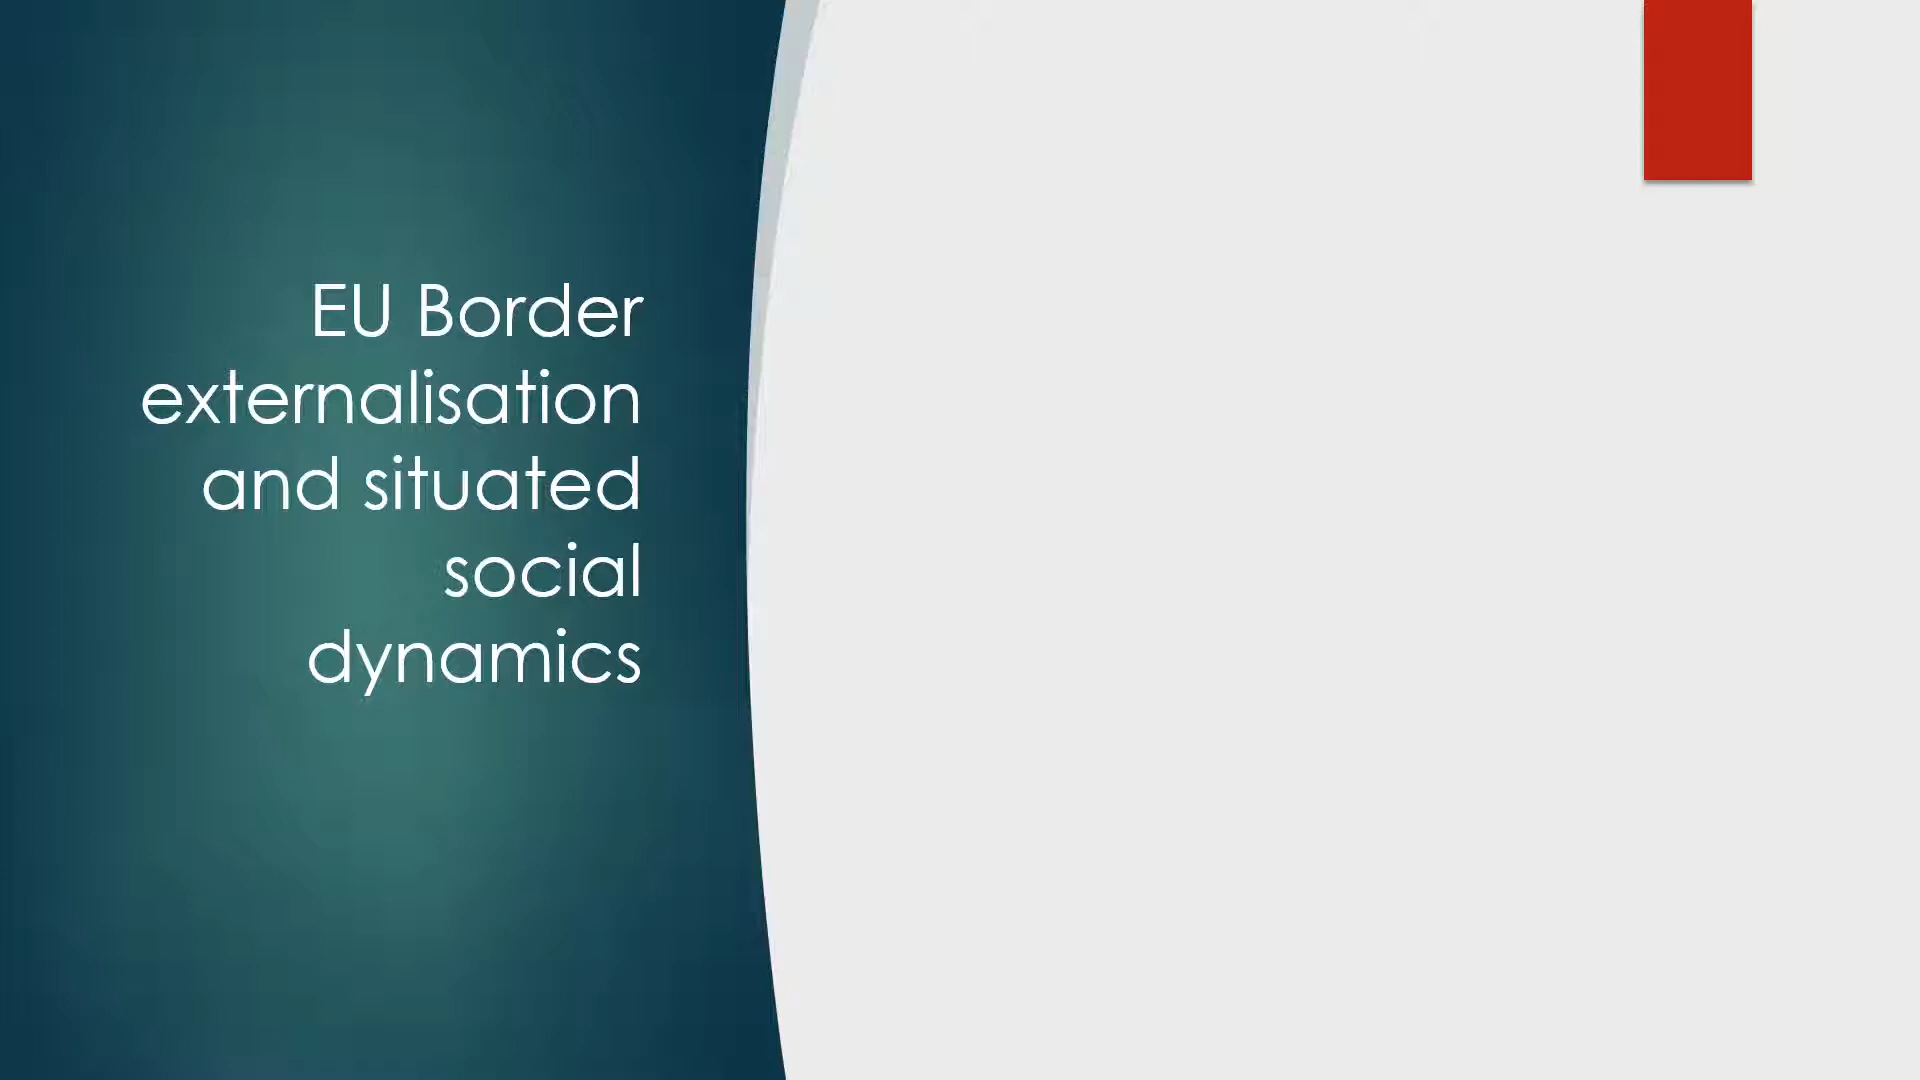 EU Border
externalisation
and situated
social
dynamics